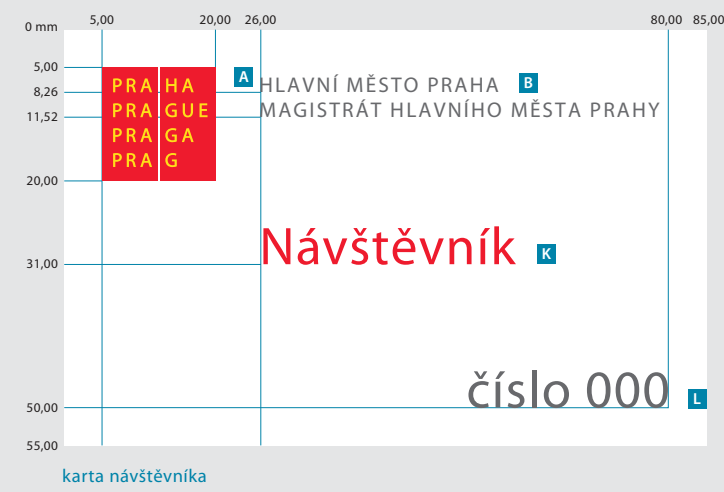 0 mm 5,00 20,00 26,00 80,00 85,00
5,00
8,26
11,52
20,00
31,00
50,00
55,00
PRA HA
PRA GUE
PRA GA
PRA G
A HLAVNÍ MĚSTO PRAHA B
MAGISTRÁT HLAVNÍHO MĚSTA PRAHY
Návštěvník K
číslo 000 L
karta návštěvníka